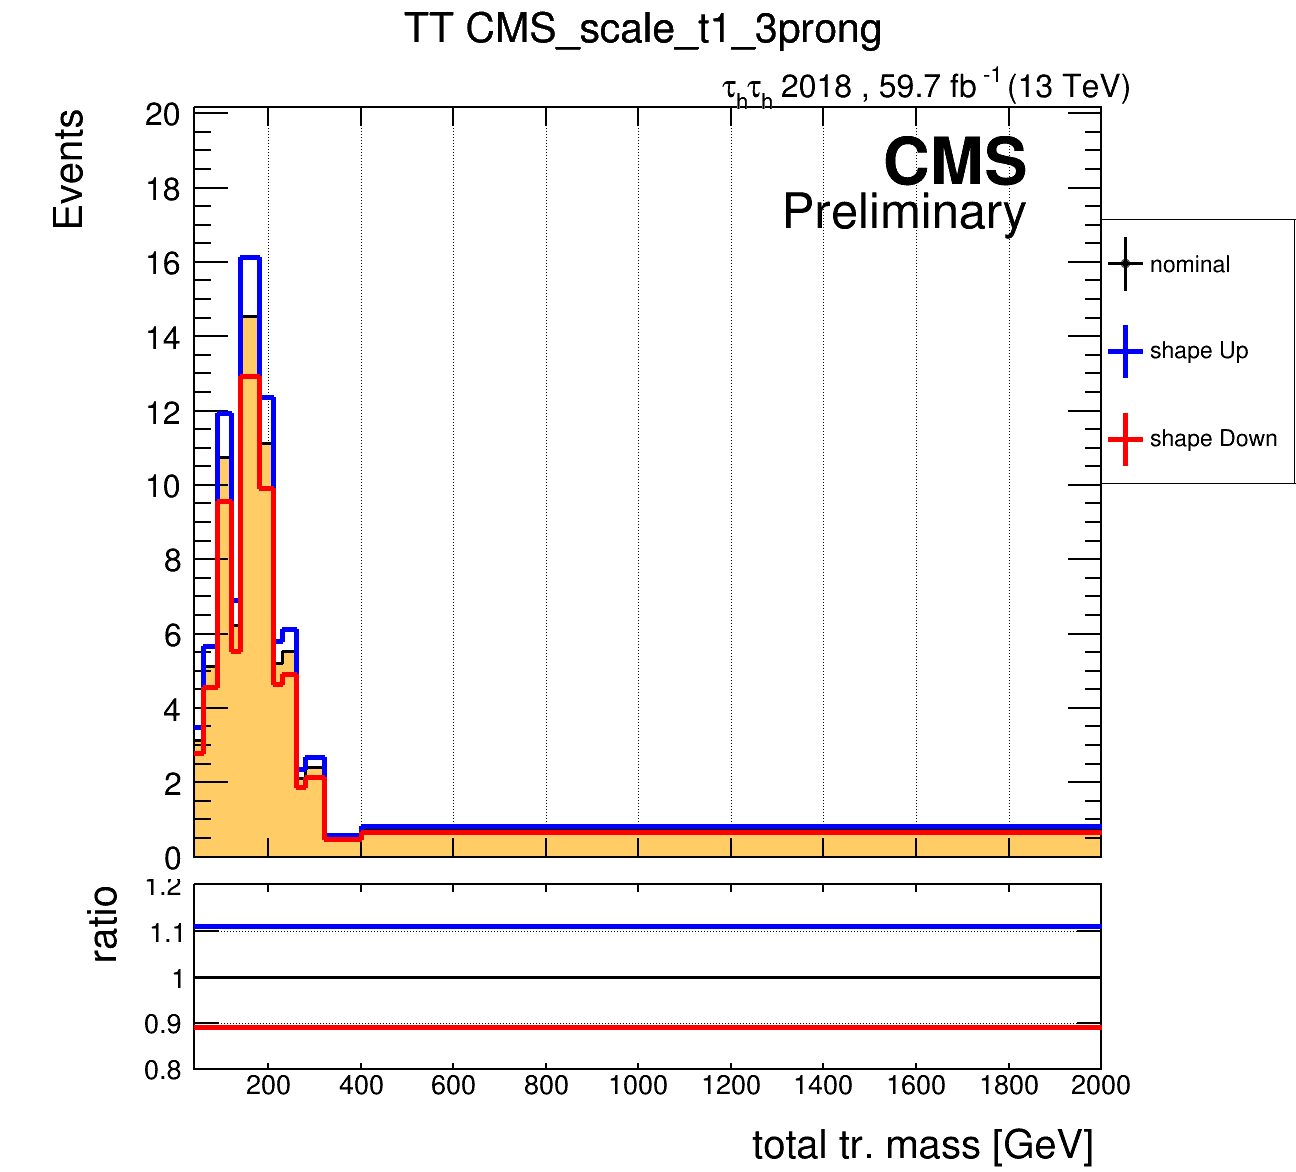 TT CMS_scale_t1_3prong
τhτh 2018 , 59.7 fb -1 (13 TeV)
Events
CMS
Preliminary
20
18
16
14
12
10
8
6
4
2
0
nominal
shape Up
shape Down
ratio
1.2
1.1
1
0.9
0.8
200 400 600 800 1000 1200 1400 1600 1800 2000
total tr. mass [GeV]